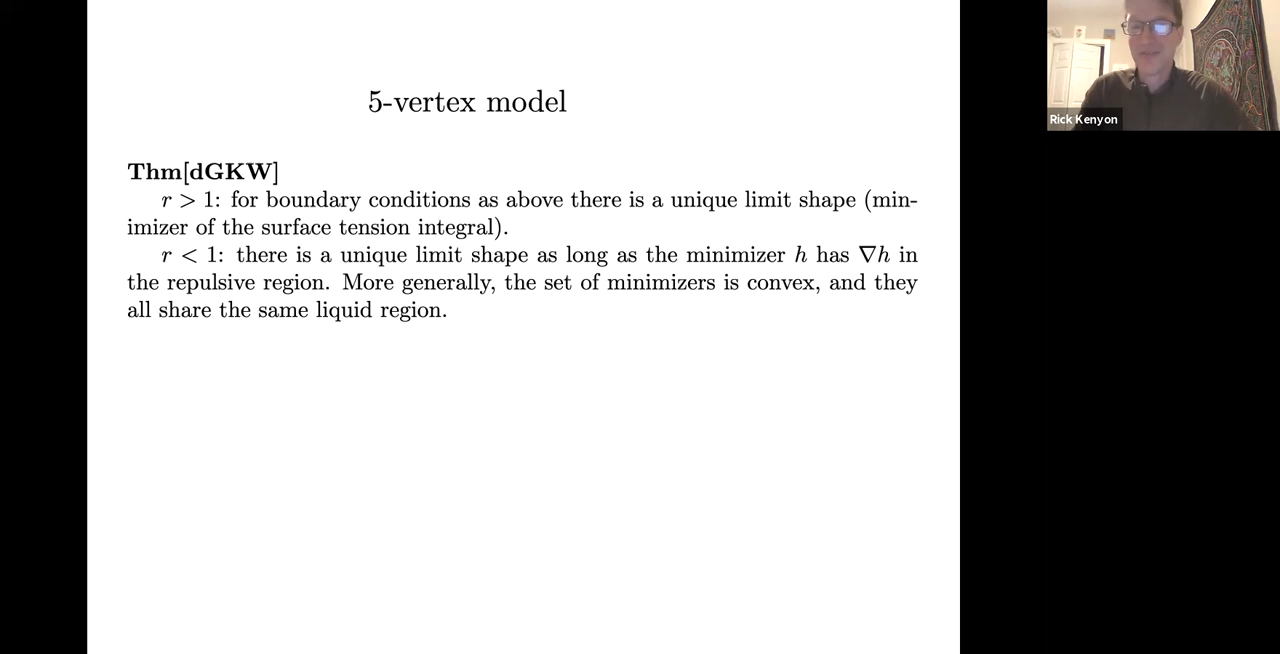 5-vertex model
Thm[dGKW]
r > 1: for boundary conditions as above there is a unique limit shape (min-
imizer of the surface tension integral).
r < 1: there is a unique limit shape as long as the minimizer h has ∇h in
the repulsive region. More generally, the set of minimizers is convex, and they
all share the same liquid region.
Rick Kenyon